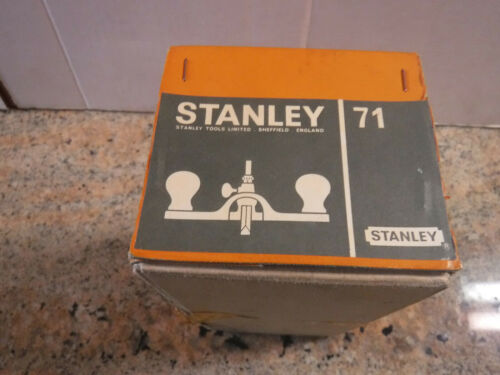 STANLEY
STANLEY TOOLS LIMITED . SHEFFIELD . ENGLAND
71
STANLEY
®